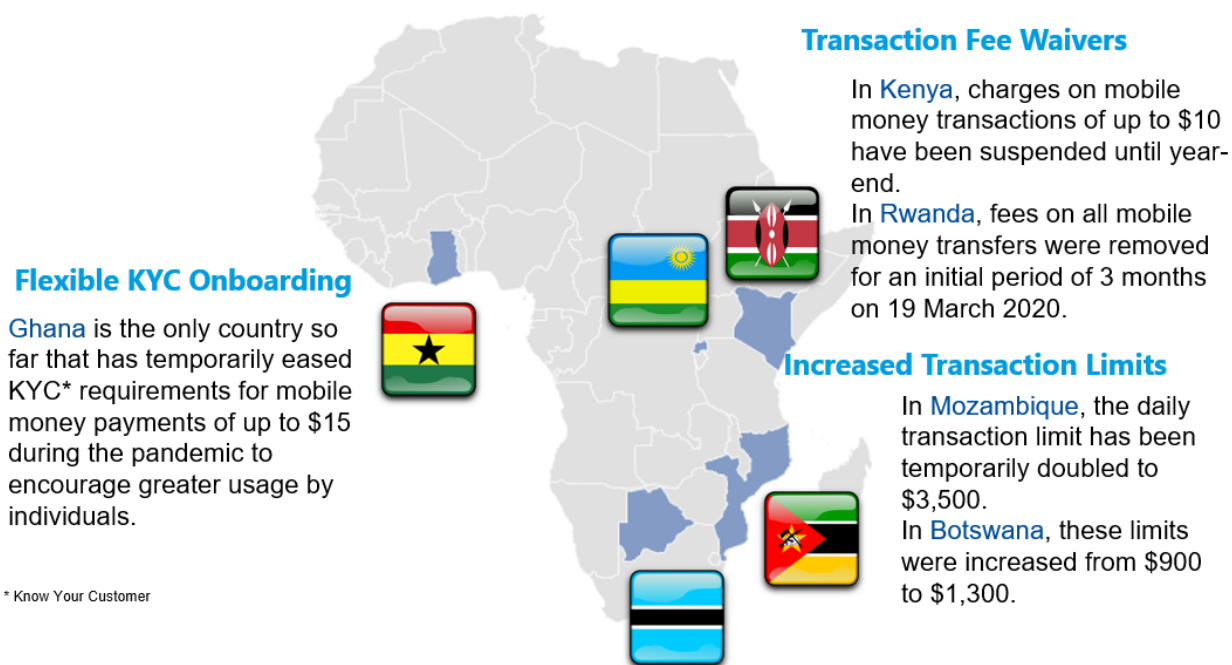 Transaction Fee Waivers
In Kenya, charges on mobile
money transactions of up to $10
have been suspended until year-
end.
In Rwanda, fees on all mobile
money transfers were removed
for an initial period of 3 months
on 19 March 2020.
Flexible KYC Onboarding
Ghana is the only country so
far that has temporarily eased
KYC* requirements for mobile
money payments of up to $15
during the pandemic to
encourage greater usage by
individuals.
Increased Transaction Limits
In Mozambique, the daily
transaction limit has been
temporarily doubled to
$3,500.
In Botswana, these limits
were increased from $900
to $1,300.
* Know Your Customer